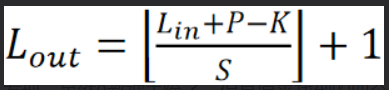 L_out = ⌊(L_in+P−K)/S⌋ + 1